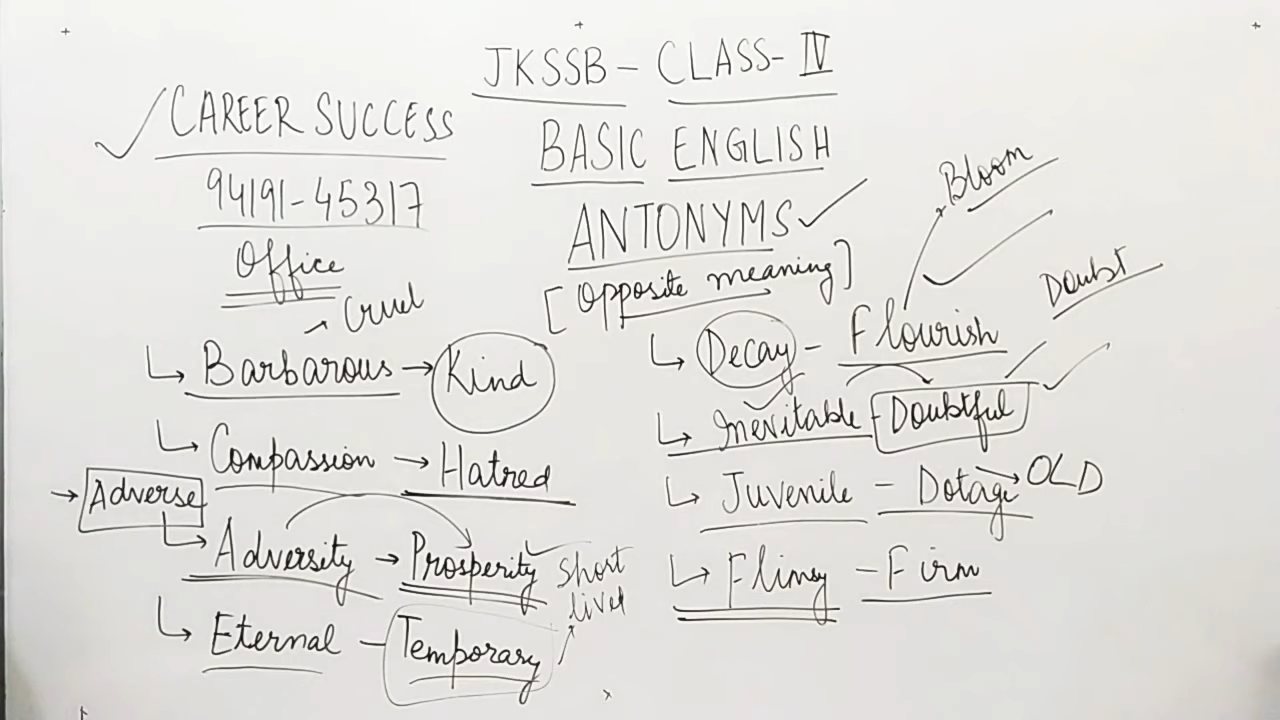 JKSSB - CLASS-IV
CAREER SUCCESS
94191-45317
Office
BASIC ENGLISH
ANTONYMS
[Opposite meaning]
Cruel
Barbarous → Kind
Compassion → Hatred
→ Adverse
Adversity → Prosperity
Short
lived
Eternal - Temporary
Bloom
Decay - Flourish
Doubt
Inevitable - Doubtful
Juvenile - Dotage → OLD
Flimsy - Firm